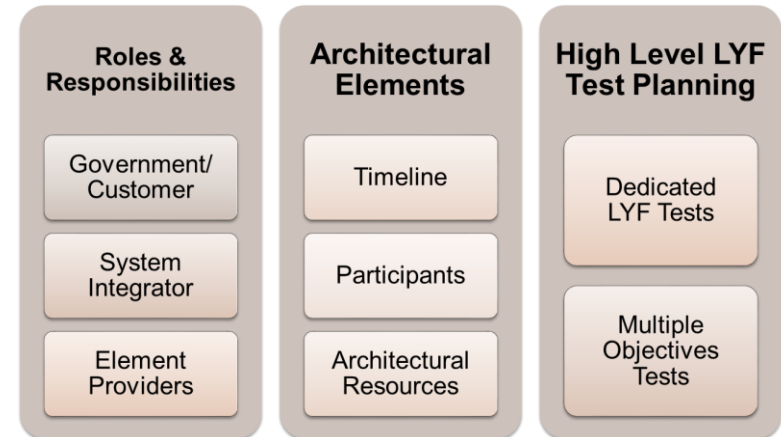 Roles &
Responsibilities
Government/
Customer
System
Integrator
Element
Providers
Architectural
Elements
Timeline
Participants
Architectural
Resources
High Level LYF
Test Planning
Dedicated
LYF Tests
Multiple
Objectives
Tests